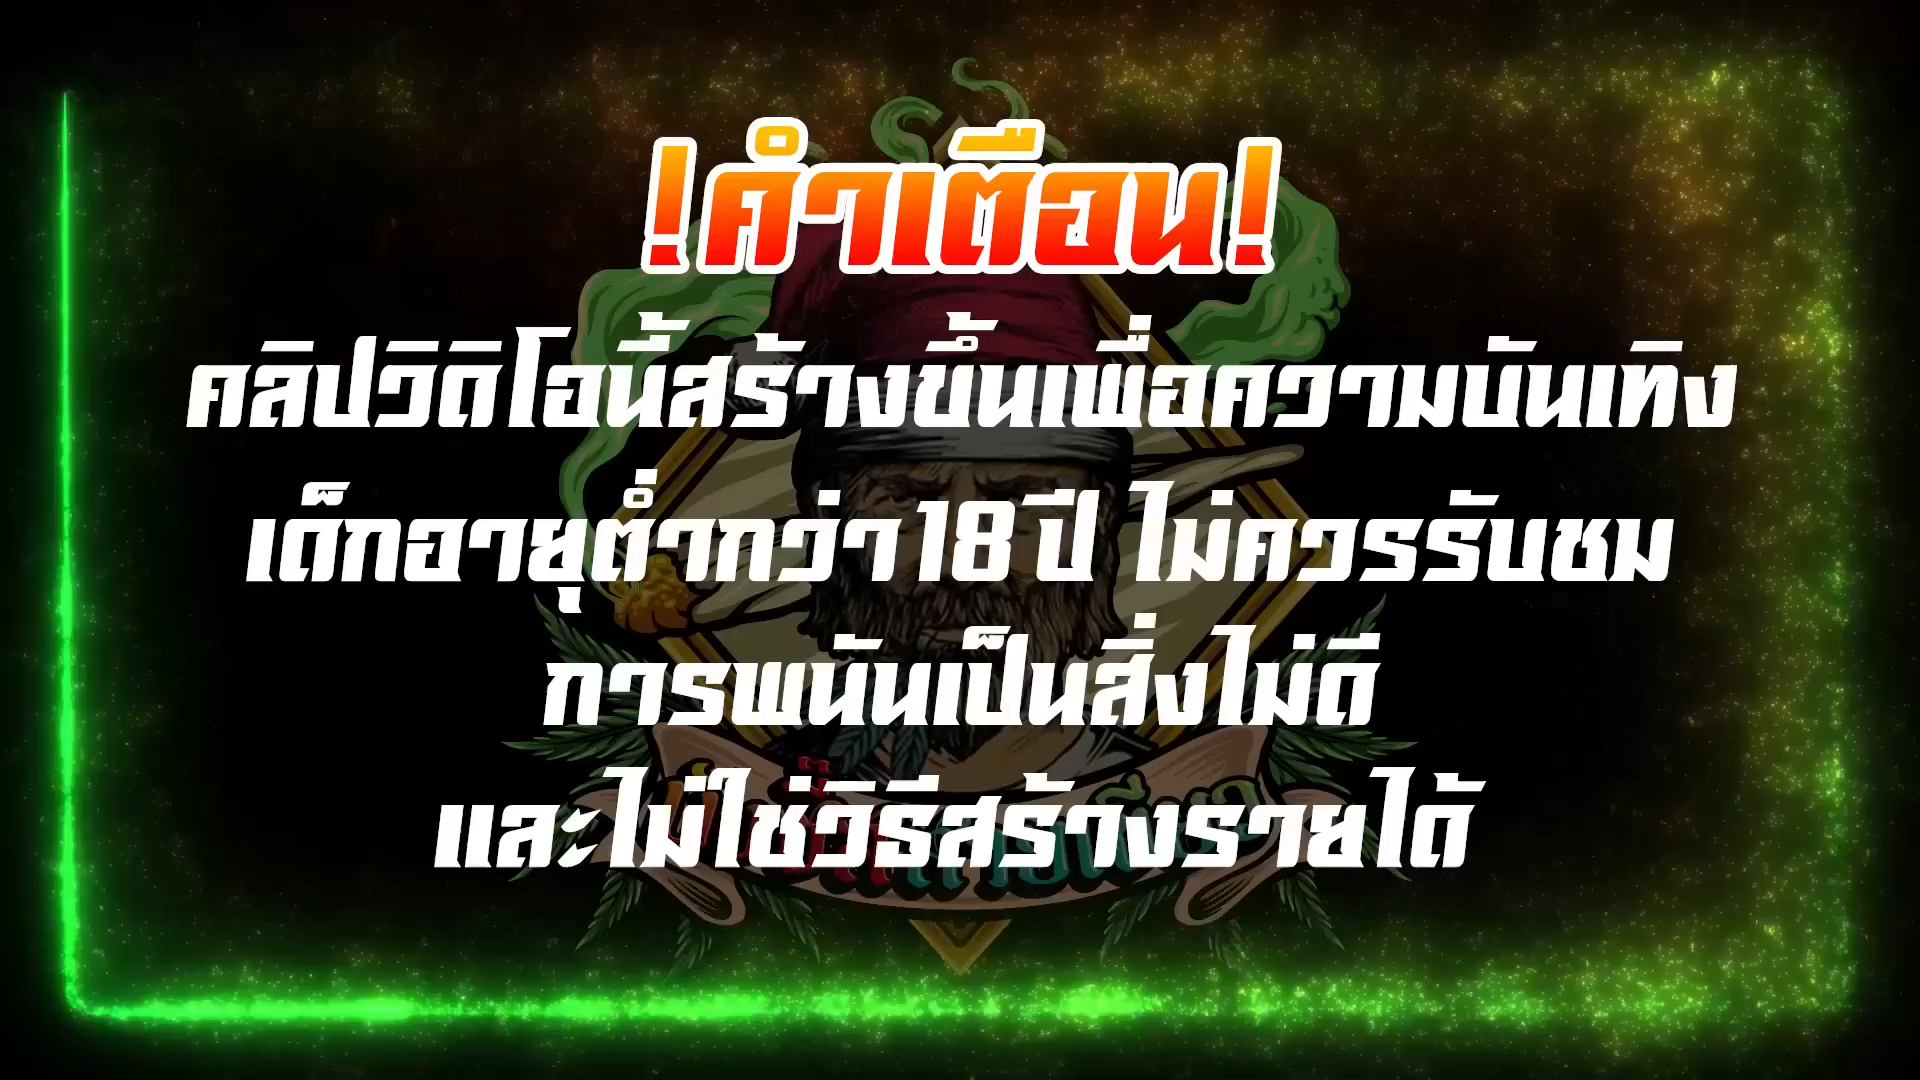 !คำเตือน!
คลิปวิดิโอนี้สร้างขึ้นเพื่อความบันเทิง
เด็กอายุต่ำกว่า18ปี ไม่ควรรับชม
การพนันเป็นสิ่งไม่ดี
และไม่ใช่วิธีสร้างรายได้